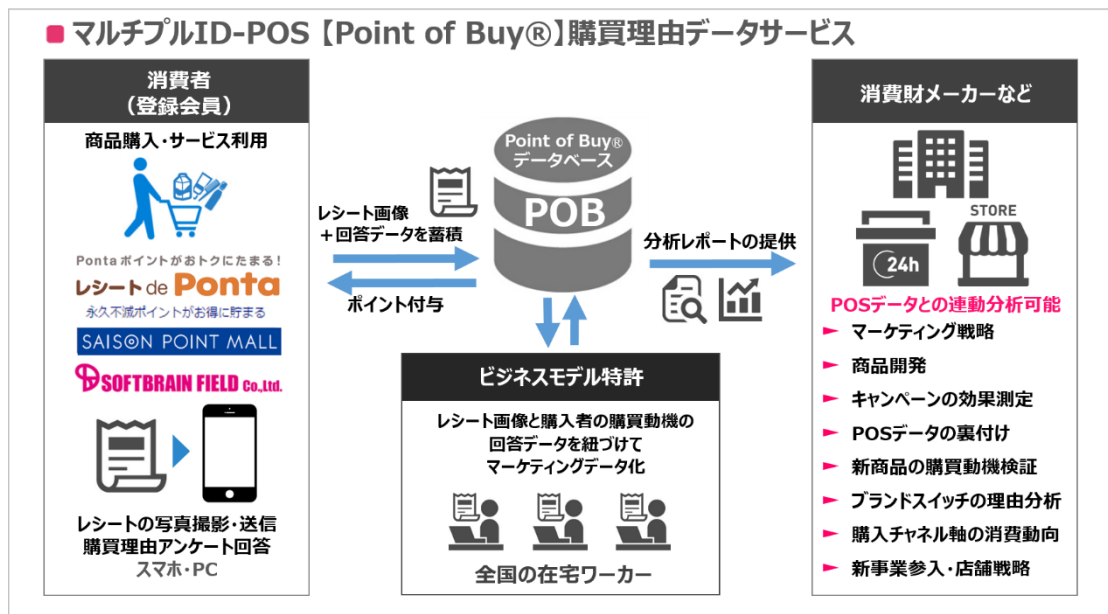 マルチプルID-POS【Point of Buy®】購買理由データサービス
消費者
（登録会員）
商品購入・サービス利用
Pontaポイントがおトクにたまる！
レシート de Ponta
永久不滅ポイントがお得に貯まる
SAISON POINT MALL
SOFTBRAIN FIELD Co.,Ltd.
レシートの写真撮影・送信
購買理由アンケート回答
スマホ・PC
レシート画像
＋回答データを蓄積
ポイント付与
Point of Buy®
データベース
POB
分析レポートの提供
ビジネスモデル特許
レシート画像と購入者の購買動機の
回答データを紐づけて
マーケティングデータ化
全国の在宅ワーカー
消費財メーカーなど
24h
STORE
POSデータとの連動分析可能
► マーケティング戦略
► 商品開発
► キャンペーンの効果測定
► POSデータの裏付け
► 新商品の購買動機検証
► ブランドスイッチの理由分析
► 購入チャネル軸の消費動向
► 新事業参入・店舗戦略